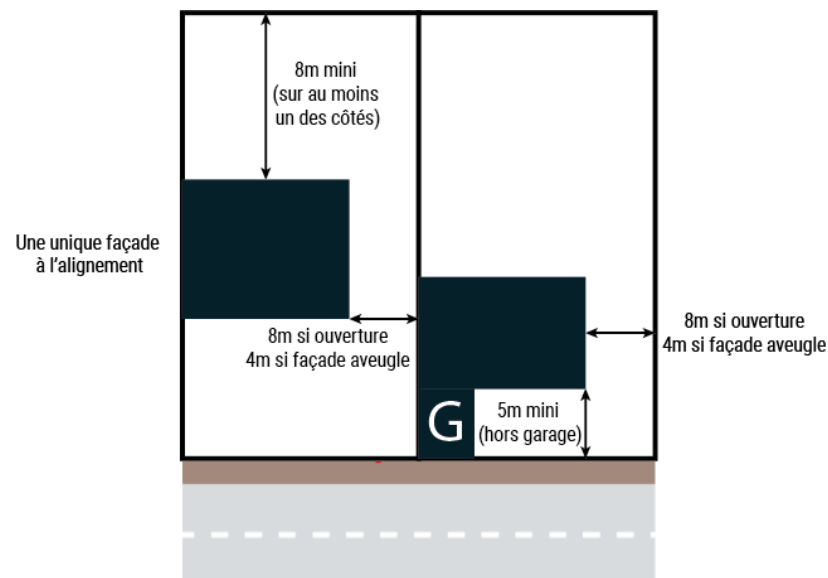 8m mini
(sur au moins
un des côtés)
Une unique façade
à l'alignement
8m si ouverture
4m si façade aveugle
8m si ouverture
4m si façade aveugle
G
5m mini
(hors garage)